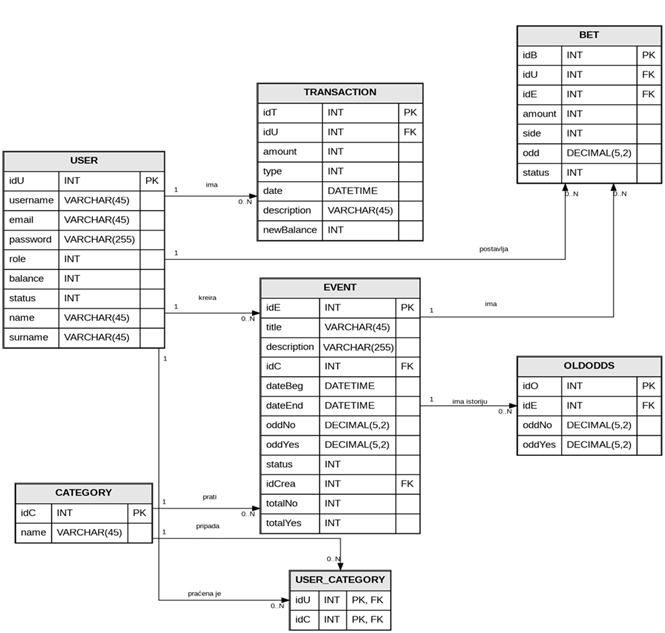 BET
idB INT PK
idU INT FK
idE INT FK
amount INT
side INT
odd DECIMAL(5,2)
status INT
TRANSACTION
idT INT PK
idU INT FK
amount INT
type INT
date DATETIME
description VARCHAR(45)
newBalance INT
USER
idU INT PK
username VARCHAR(45)
email VARCHAR(45)
password VARCHAR(255)
role INT
balance INT
status INT
name VARCHAR(45)
surname VARCHAR(45)
1 ima 0..N
1 postavlja 0..N
1 kreira 0..N
1
EVENT
idE INT PK
title VARCHAR(45)
description VARCHAR(255)
idC INT FK
dateBeg DATETIME
dateEnd DATETIME
oddNo DECIMAL(5,2)
oddYes DECIMAL(5,2)
status INT
idCrea INT FK
totalNo INT
totalYes INT
1 ima 0..N
1 ima istoriju 0..N
OLDODDS
idO INT PK
idE INT FK
oddNo DECIMAL(5,2)
oddYes DECIMAL(5,2)
CATEGORY
idC INT PK
name VARCHAR(45)
1 prati 0..N
1 pripada 0..N
praćena je 0..N
USER_CATEGORY
idU INT PK, FK
idC INT PK, FK